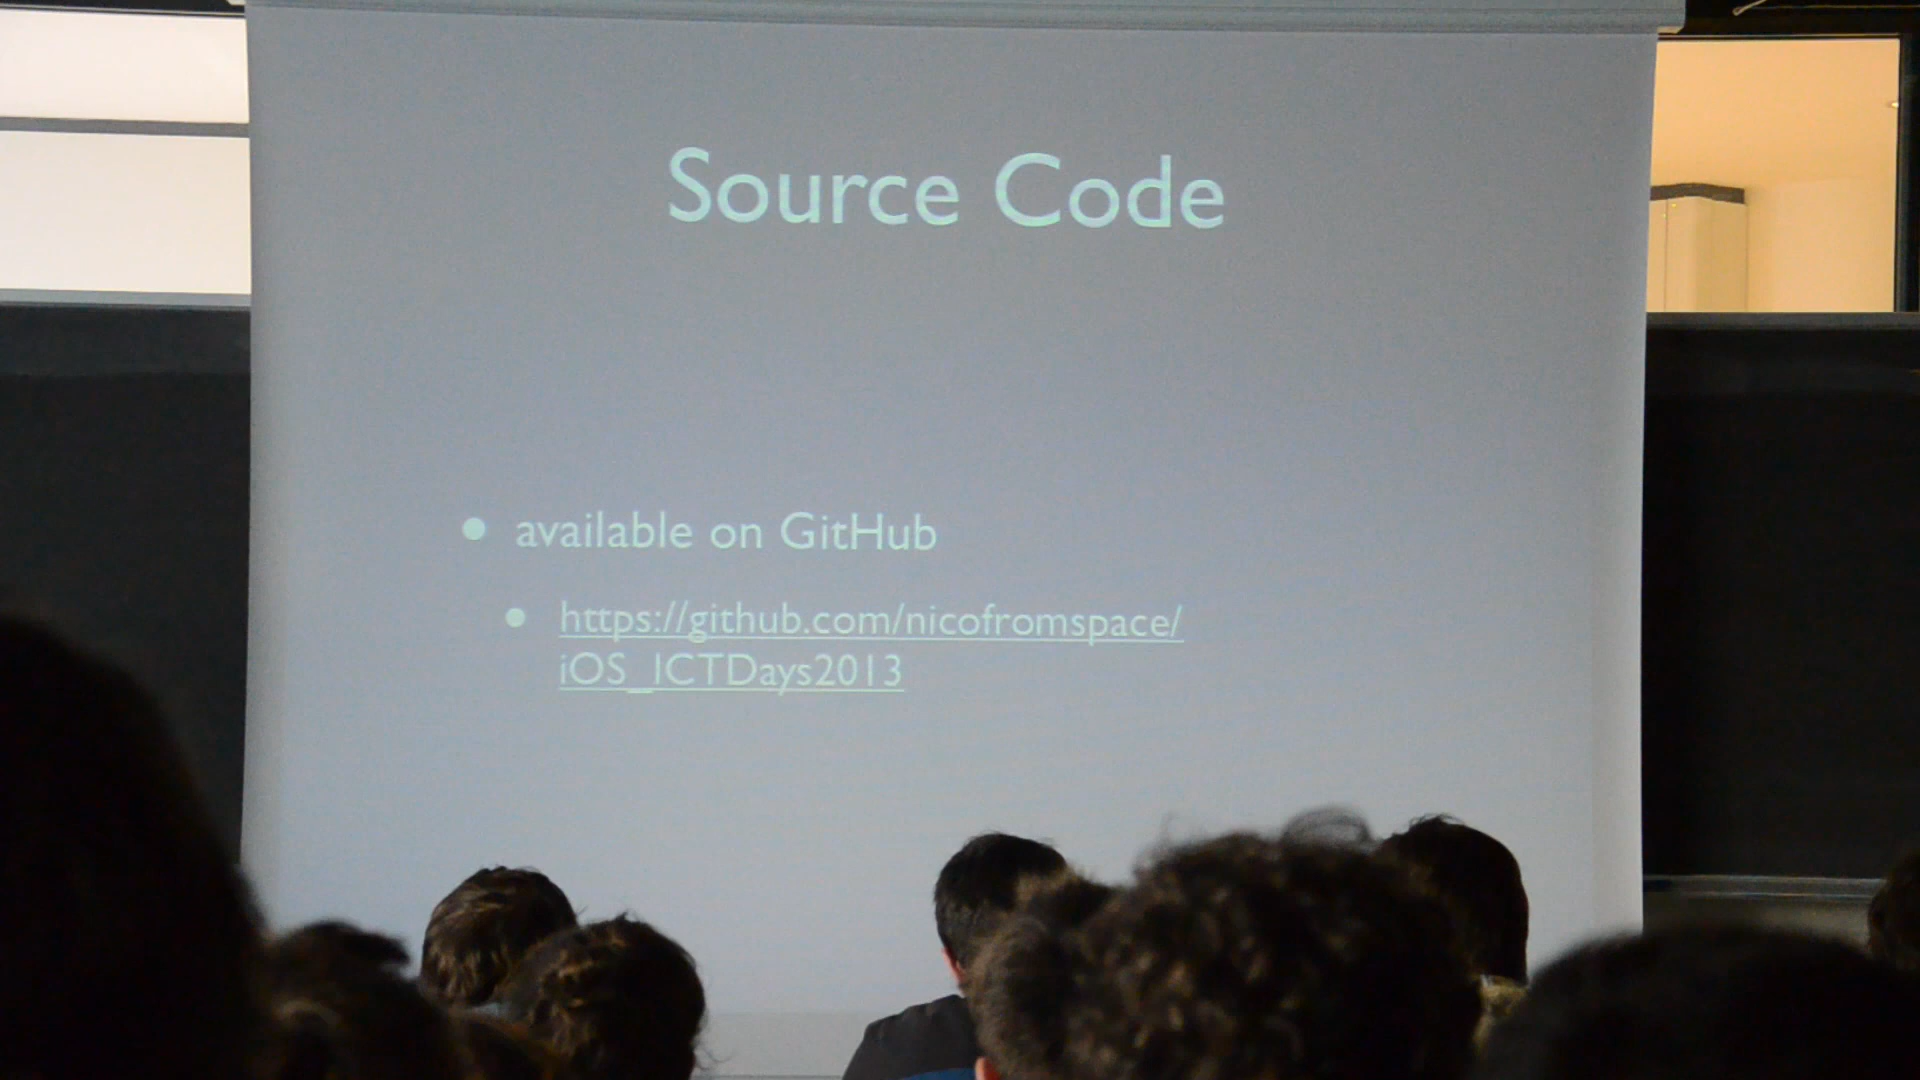 Source Code
• available on GitHub
• https://github.com/nicofromspace/
iOS_ICTDays2013